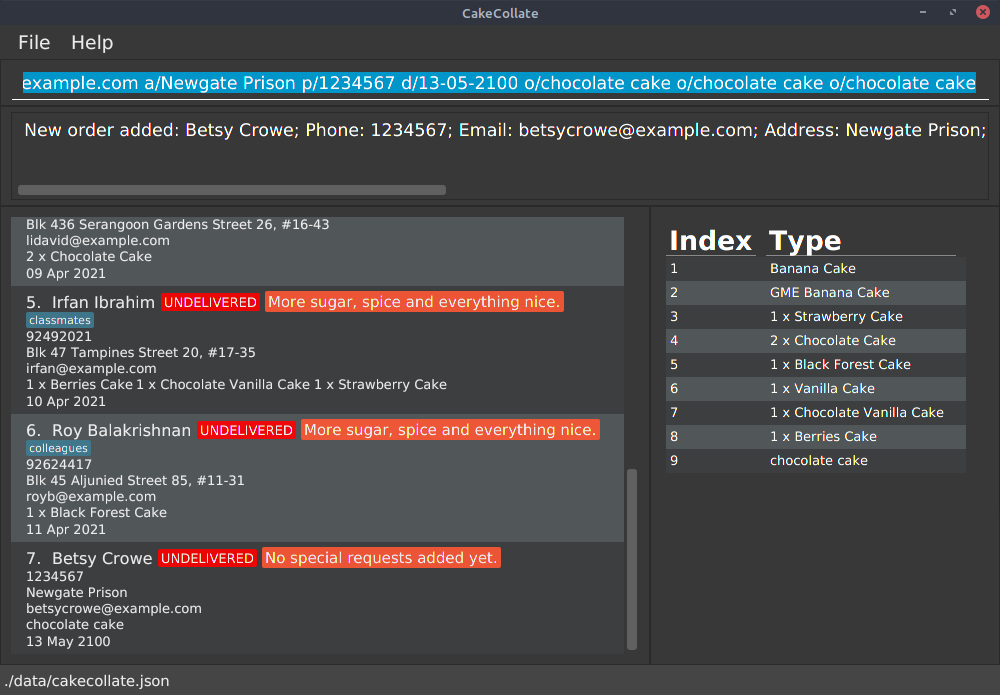 CakeCollate
File Help
example.com a/Newgate Prison p/1234567 d/13-05-2100 o/chocolate cake o/chocolate cake o/chocolate cake
New order added: Betsy Crowe; Phone: 1234567; Email: betsycrowe@example.com; Address: Newgate Prison;
Blk 436 Serangoon Gardens Street 26, #16-43
lidavid@example.com
2 x Chocolate Cake
09 Apr 2021
5. Irfan Ibrahim UNDELIVERED More sugar, spice and everything nice.
classmates
92492021
Blk 47 Tampines Street 20, #17-35
irfan@example.com
1 x Berries Cake 1 x Chocolate Vanilla Cake 1 x Strawberry Cake
10 Apr 2021
6. Roy Balakrishnan UNDELIVERED More sugar, spice and everything nice.
colleagues
92624417
Blk 45 Aljunied Street 85, #11-31
royb@example.com
1 x Black Forest Cake
11 Apr 2021
7. Betsy Crowe UNDELIVERED No special requests added yet.
1234567
Newgate Prison
betsycrowe@example.com
chocolate cake
13 May 2100
Index Type
1 Banana Cake
2 GME Banana Cake
3 1 x Strawberry Cake
4 2 x Chocolate Cake
5 1 x Black Forest Cake
6 1 x Vanilla Cake
7 1 x Chocolate Vanilla Cake
8 1 x Berries Cake
9 chocolate cake
./data/cakecollate.json